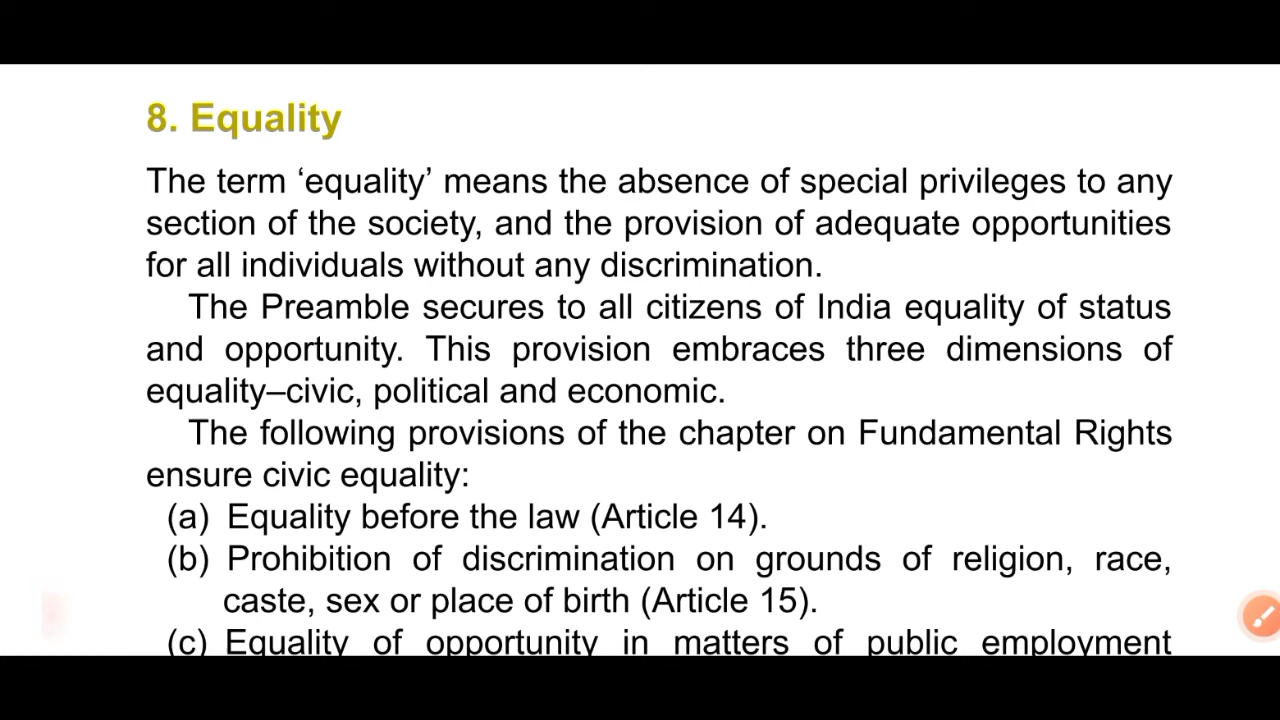 8. Equality
The term ‘equality’ means the absence of special privileges to any
section of the society, and the provision of adequate opportunities
for all individuals without any discrimination.
The Preamble secures to all citizens of India equality of status
and opportunity. This provision embraces three dimensions of
equality–civic, political and economic.
The following provisions of the chapter on Fundamental Rights
ensure civic equality:
(a) Equality before the law (Article 14).
(b) Prohibition of discrimination on grounds of religion, race,
caste, sex or place of birth (Article 15).
(c) Equality of opportunity in matters of public employment